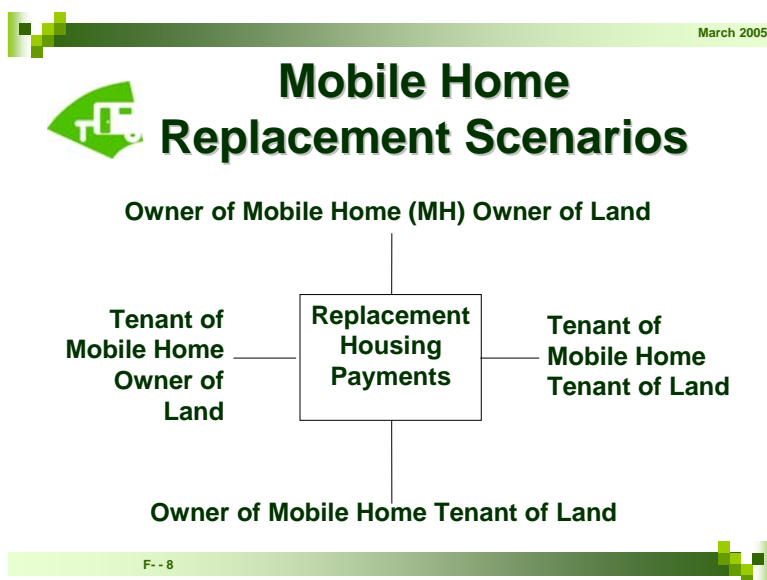 March 2005
Mobile Home
Replacement Scenarios
Owner of Mobile Home (MH) Owner of Land
Tenant of
Mobile Home
Owner of
Land
Replacement
Housing
Payments
Tenant of
Mobile Home
Tenant of Land
Owner of Mobile Home Tenant of Land
F- - 8